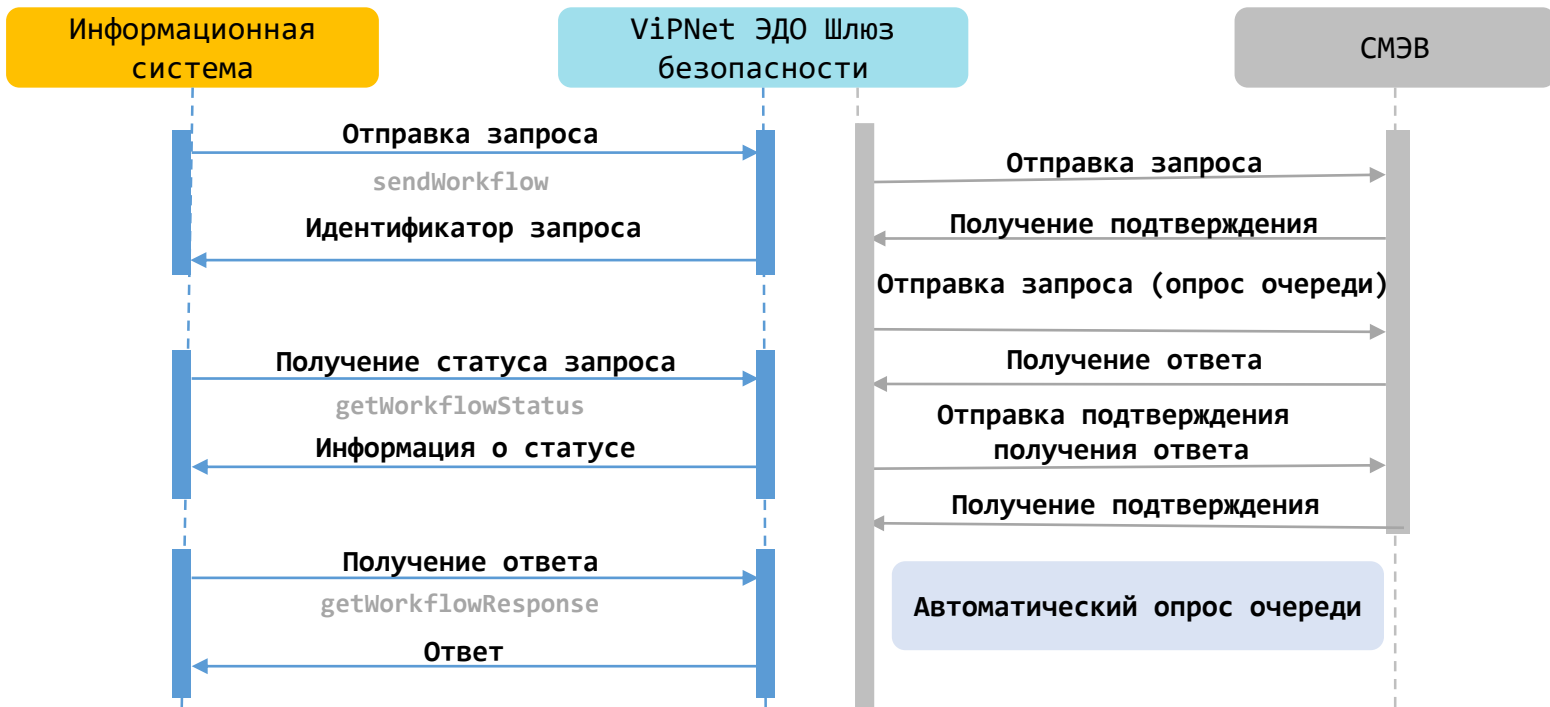 Информационная
система
ViPNet ЭДО Шлюз
безопасности
СМЭВ
Отправка запроса
sendWorkflow
Идентификатор запроса
Получение статуса запроса
getWorkflowStatus
Информация о статусе
Получение ответа
getWorkflowResponse
Ответ
Отправка запроса
Получение подтверждения
Отправка запроса (опрос очереди)
Получение ответа
Отправка подтверждения
получения ответа
Получение подтверждения
Автоматический опрос очереди